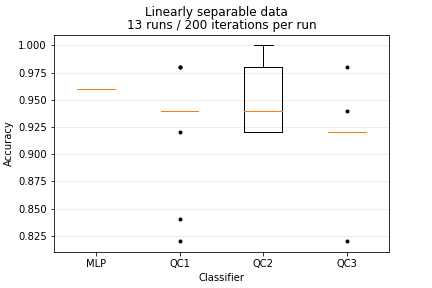 Linearly separable data
13 runs / 200 iterations per run
1.000
0.975
0.950
0.925
0.900
0.875
0.850
0.825
Accuracy
MLP QC1 QC2 QC3
Classifier